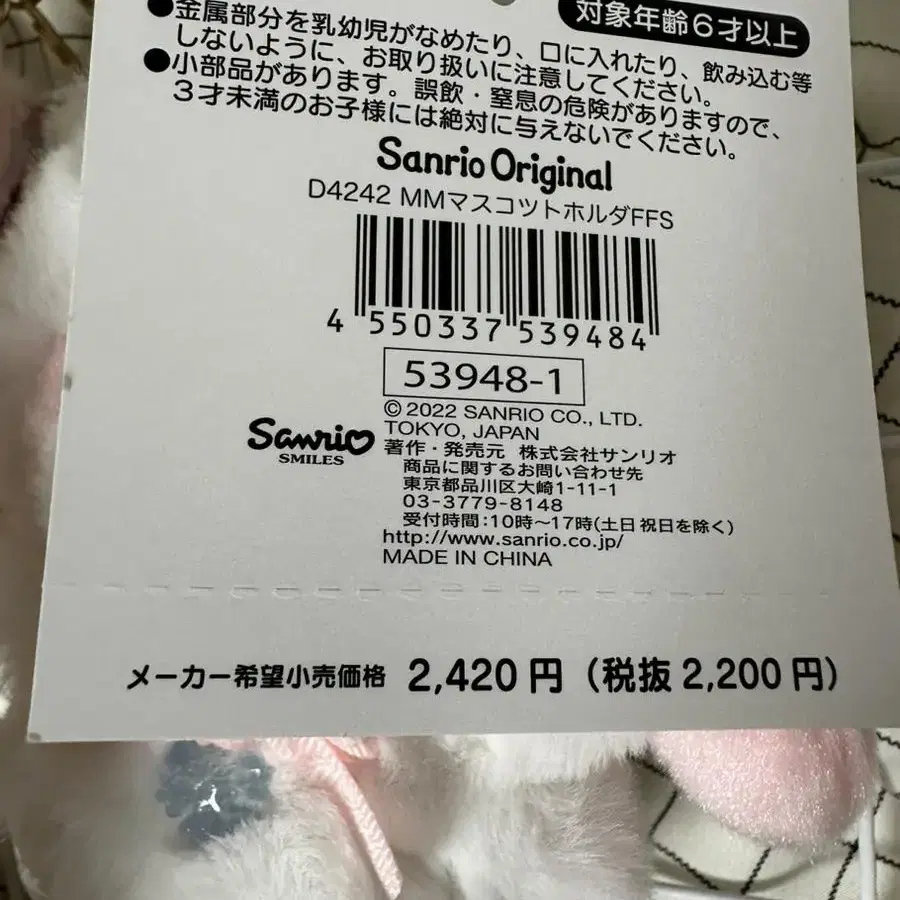 対象年齢6才以上
●金属部分を乳幼児がなめたり、口に入れたり、飲み込む等
しないように、お取り扱いに注意してください。
●小部品があります。誤飲・窒息の危険がありますので、
3才未満のお子様には絶対に与えないでください。
Sanrio Original
D4242 MMマスコツトホルダFFS
4 550337 539484
53948-1
© 2022 SANRIO CO., LTD.
TOKYO, JAPAN
Sanrio
SMILES
著作・発売元 株式会社サンリオ
商品に関するお問い合わせ先
東京都品川区大崎1-11-1
03-3779-8148
受付時間:10時~17時(土日祝日を除く)
http://www.sanrio.co.jp/
MADE IN CHINA
メーカー希望小売価格 2,420円(税抜2,200円)